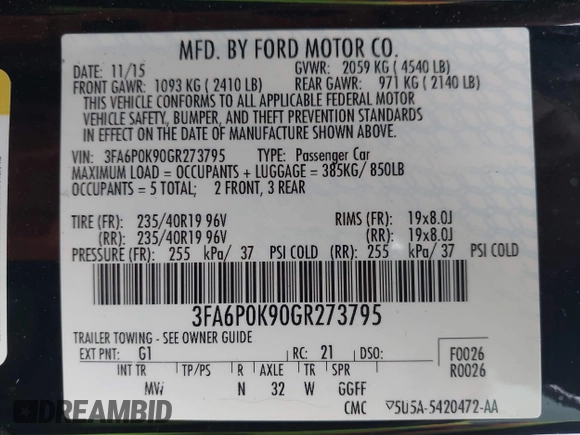 MFD. BY FORD MOTOR CO.
DATE: 11/15 GVWR: 2059 KG ( 4540 LB)
FRONT GAWR: 1093 KG ( 2410 LB) REAR GAWR: 971 KG ( 2140 LB)
THIS VEHICLE CONFORMS TO ALL APPLICABLE FEDERAL MOTOR
VEHICLE SAFETY, BUMPER, AND THEFT PREVENTION STANDARDS
IN EFFECT ON THE DATE OF MANUFACTURE SHOWN ABOVE.
VIN: 3FA6P0K90GR273795 TYPE: Passenger Car
MAXIMUM LOAD = OCCUPANTS + LUGGAGE = 385KG/ 850LB
OCCUPANTS = 5 TOTAL; 2 FRONT, 3 REAR
TIRE (FR): 235/40R19 96V RIMS (FR): 19x8.0J
(RR): 235/40R19 96V (RR): 19x8.0J
PRESSURE (FR): 255 kPa/ 37 PSI COLD (RR): 255 kPa/ 37 PSI COLD
3FA6P0K90GR273795
TRAILER TOWING - SEE OWNER GUIDE
EXT PNT: G1 RC: 21 DSO: F0026
R0026
INT TR TP/PS R AXLE TR SPR
MW N 32 W GGFF
CMC ▽5U5A-5420472-AA
DREAMBID